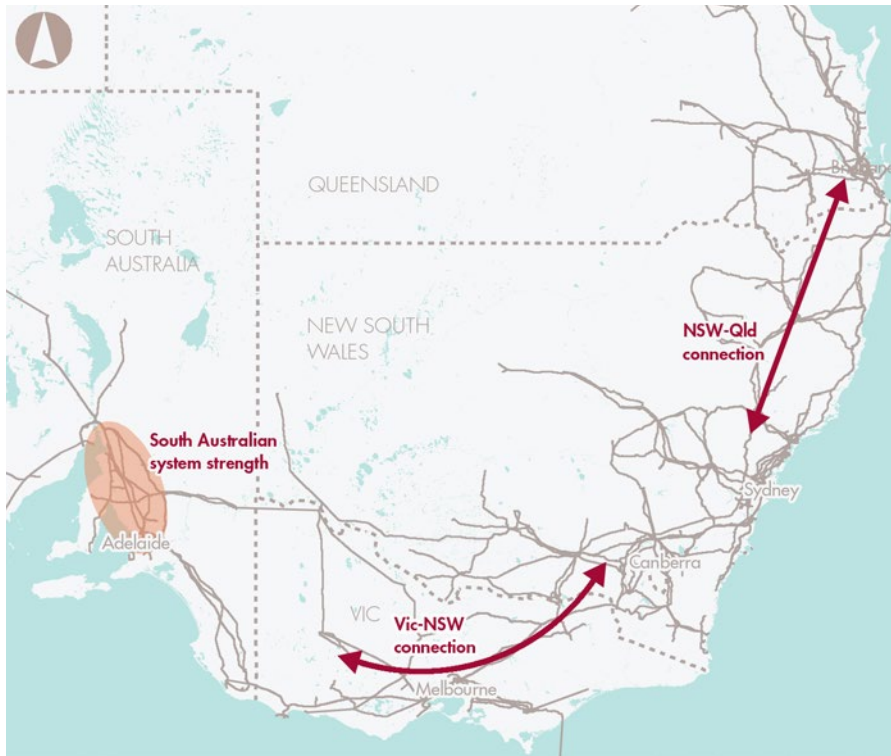 Brisbane
QUEENSLAND
SOUTH
AUSTRALIA
NEW SOUTH
WALES
NSW-Qld
connection
South Australian
system strength
Sydney
Adelaide
Canberra
VIC
Vic-NSW
connection
Melbourne